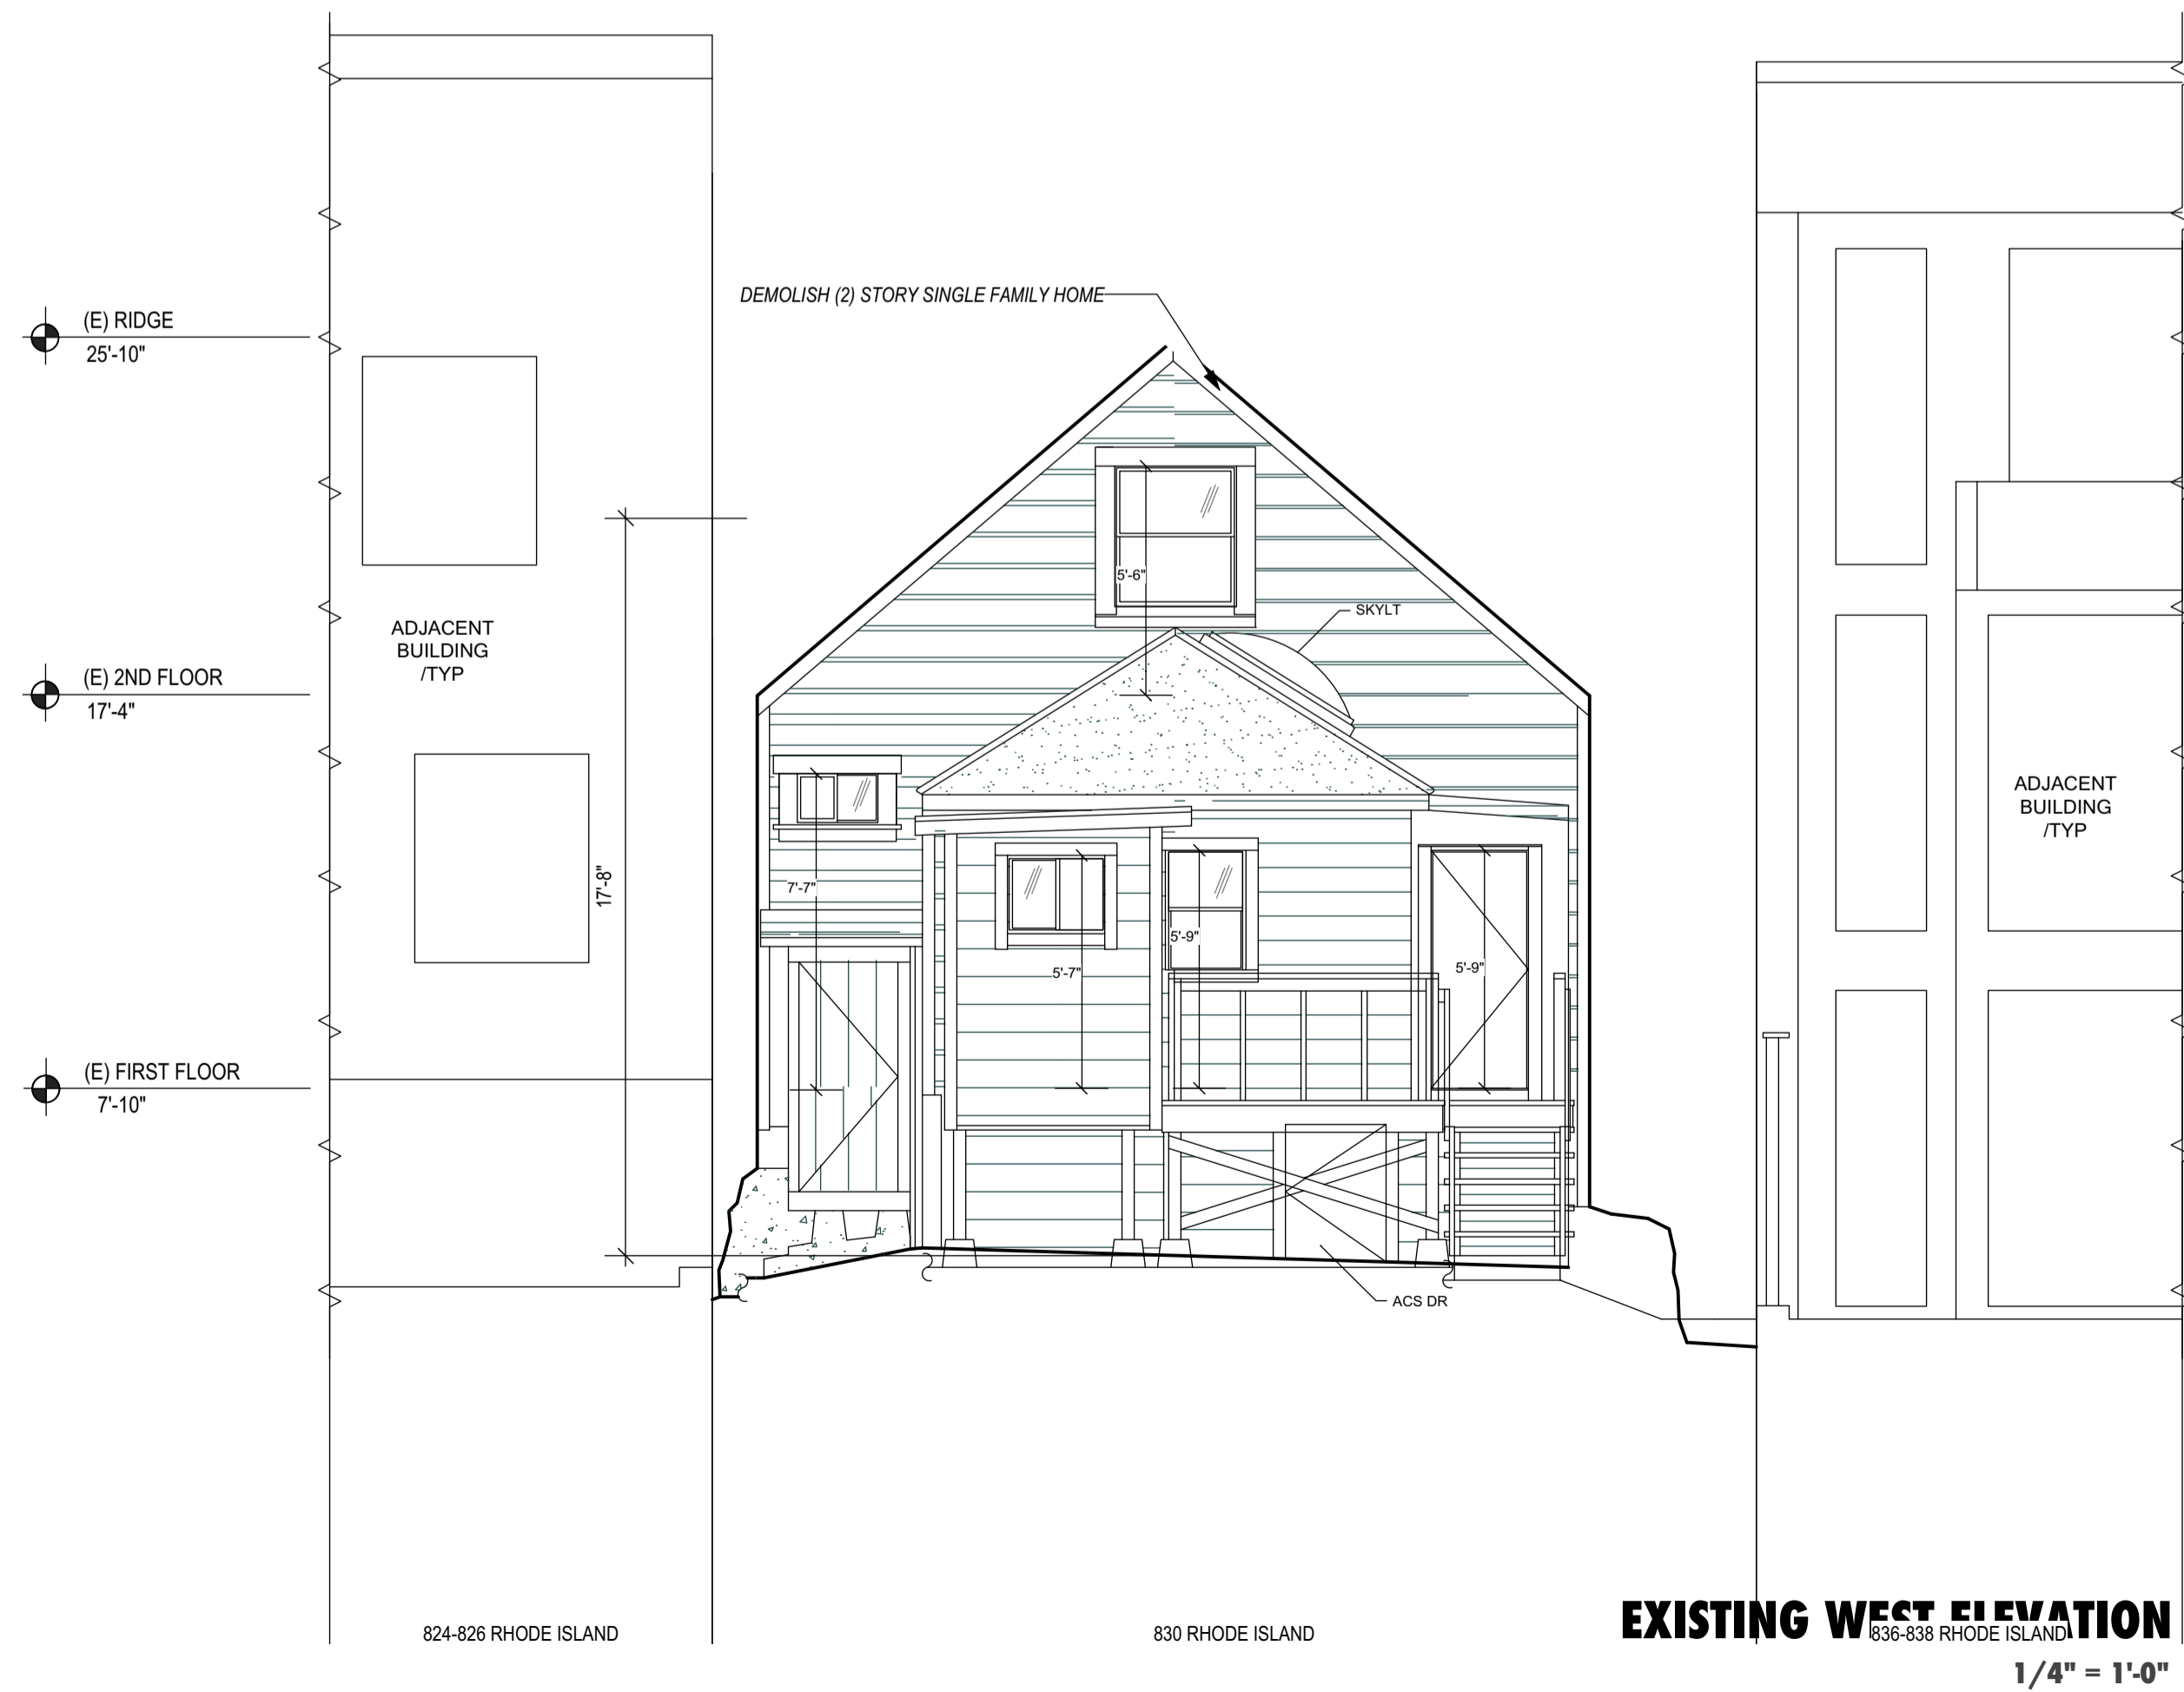 DEMOLISH (2) STORY SINGLE FAMILY HOME
(E) RIDGE
25'-10"
5'-6"
SKYLT
ADJACENT
BUILDING
/TYP
(E) 2ND FLOOR
17'-4"
ADJACENT
BUILDING
/TYP
17'-8"
7'-7"
5'-9"
5'-7"
5'-9"
(E) FIRST FLOOR
7'-10"
ACS DR
824-826 RHODE ISLAND
830 RHODE ISLAND
EXISTING WEST ELEVATION
836-838 RHODE ISLAND
1/4" = 1'-0"